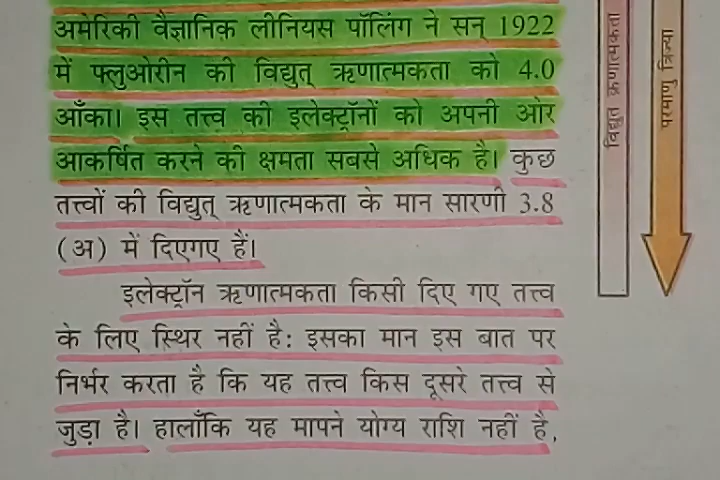 अमेरिकी वैज्ञानिक लीनियस पॉलिंग ने सन् 1922
में फ्लुओरीन की विद्युत् ऋणात्मकता को 4.0
आँका। इस तत्त्व की इलेक्ट्रॉनों को अपनी ओर
आकर्षित करने की क्षमता सबसे अधिक है। कुछ
तत्त्वों की विद्युत् ऋणात्मकता के मान सारणी 3.8
(अ) में दिएगए हैं।
इलेक्ट्रॉन ऋणात्मकता किसी दिए गए तत्त्व
के लिए स्थिर नहीं है: इसका मान इस बात पर
निर्भर करता है कि यह तत्त्व किस दूसरे तत्त्व से
जुड़ा है। हालाँकि यह मापने योग्य राशि नहीं है,
विद्युत ऋणात्मकता
परमाणु त्रिज्या